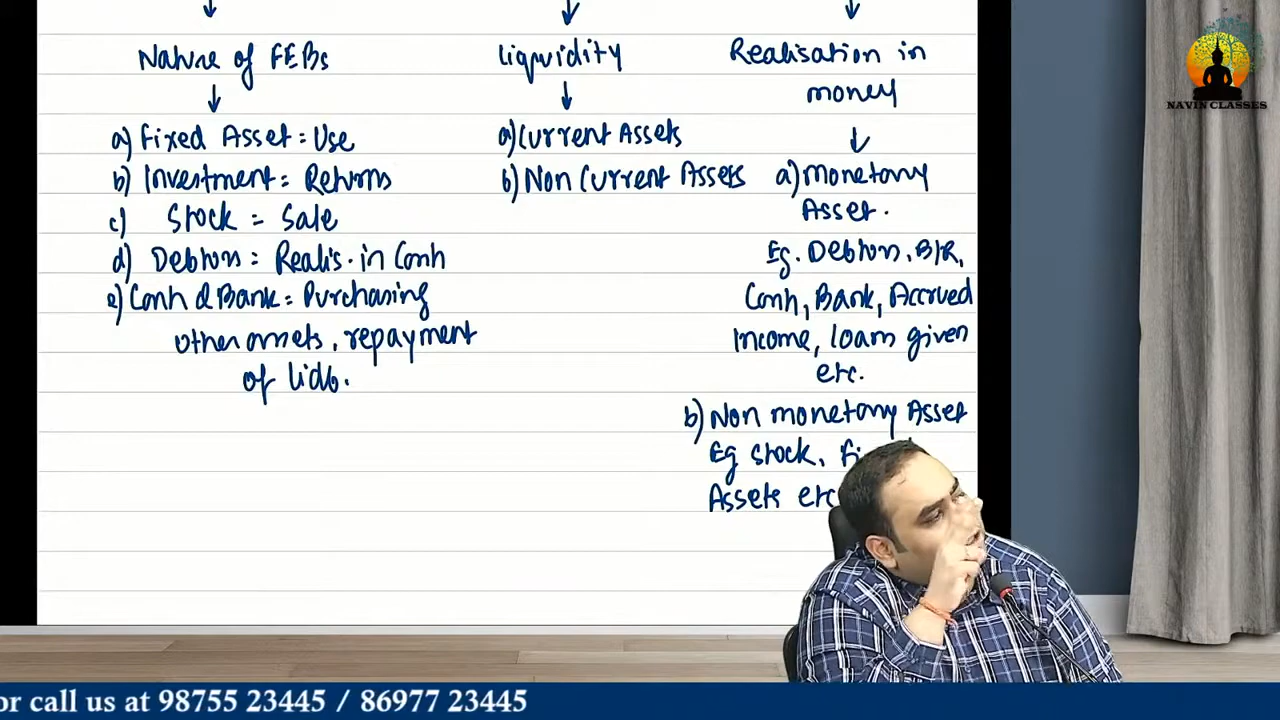 Nature of FEBs
a) Fixed Asset = Use
b) Investment = Returns
c) Stock = Sale
d) Debtors = Realis. in Cash
e) Cash & Bank = Purchasing
other assets, repayment
of liab.
Liquidity
a) Current Assets
b) Non Current Assets
Realisation in
money
a) Monetary
Asset.
Eg. Debtors, B/R,
Cash, Bank, Accrued
Income, loans given
etc.
b) Non monetary Asset
Eg Stock, Fi
Assets etc
NAVIN CLASSES
or call us at 98755 23445 / 86977 23445